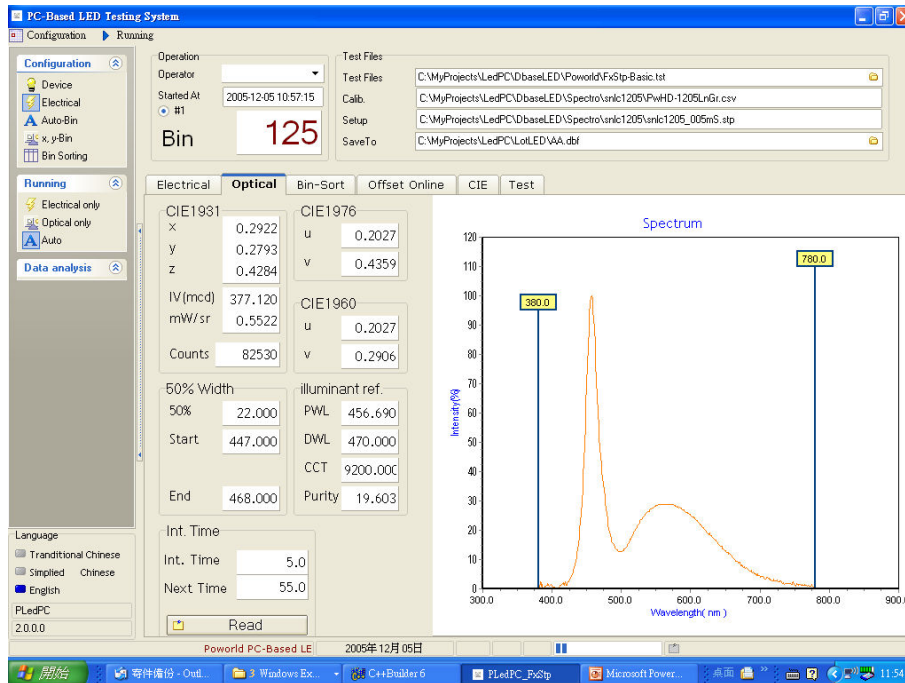 PC-Based LED Testing System
Configuration Running
Configuration
Device
Electrical
Auto-Bin
x, y-Bin
Bin Sorting
Running
Electrical only
Optical only
Auto
Data analysis
Operation
Operator
Started At 2005-12-05 10:57:15
#1
Bin 125
Test Files
Test Files C:\MyProjects\LedPC\DbaseLED\Poworld\FxStp-Basic.tst
Calib. C:\MyProjects\LedPC\DbaseLED\Spectro\snlc1205\PwHD-1205LnGr.csv
Setup C:\MyProjects\LedPC\DbaseLED\Spectro\snlc1205\snlc1205_005mS.stp
SaveTo C:\MyProjects\LedPC\LotLED\AA.dbf
Electrical Optical Bin-Sort Offset Online CIE Test
CIE1931
x 0.2922
y 0.2793
z 0.4284
IV(mcd) 377.120
mW/sr 0.5522
Counts 82530
CIE1976
u 0.2027
v 0.4359
CIE1960
u 0.2027
v 0.2906
50% Width
50% 22.000
Start 447.000
End 468.000
illuminant ref.
PWL 456.690
DWL 470.000
CCT 9200.000
Purity 19.603
Int. Time
Int. Time 5.0
Next Time 55.0
Read
Spectrum
120
110
100
90
80
70
60
50
40
30
20
10
0
Intensity(%)
380.0
780.0
300.0 400.0 500.0 600.0 700.0 800.0 900.0
Wavelength( nm )
Language
Tranditional Chinese
Simplied Chinese
English
PLedPC
2.0.0.0
Poworld PC-Based LE 2005年12月05日
開始 寄件備份 - Outl... 3 Windows Ex... C++Builder 6 PLedPC_FxStp Microsoft Power... 桌面 » 11:54